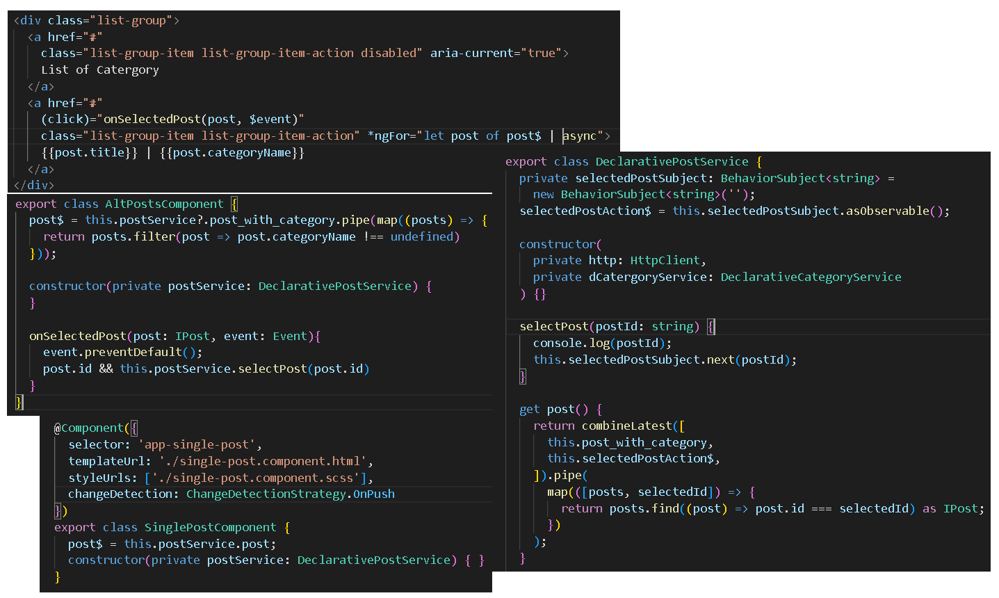 <div class="list-group">
<a href="#"
class="list-group-item list-group-item-action disabled" aria-current="true">
List of Catergory
</a>
<a href="#"
(click)="onSelectedPost(post, $event)"
class="list-group-item list-group-item-action" *ngFor="let post of post$ | async">
{{post.title}} | {{post.categoryName}}
</a>
</div>
export class AltPostsComponent {
post$ = this.postService?.post_with_category.pipe(map((posts) => {
return posts.filter(post => post.categoryName !== undefined)
}));
constructor(private postService: DeclarativePostService) {
}
onSelectedPost(post: IPost, event: Event){
event.preventDefault();
post.id && this.postService.selectPost(post.id)
}
}
@Component({
selector: 'app-single-post',
templateUrl: './single-post.component.html',
styleUrls: ['./single-post.component.scss'],
changeDetection: ChangeDetectionStrategy.OnPush
})
export class SinglePostComponent {
post$ = this.postService.post;
constructor(private postService: DeclarativePostService) { }
}
export class DeclarativePostService {
private selectedPostSubject: BehaviorSubject<string> =
new BehaviorSubject<string>('');
selectedPostAction$ = this.selectedPostSubject.asObservable();
constructor(
private http: HttpClient,
private dCatergoryService: DeclarativeCategoryService
) {}
selectPost(postId: string) {
console.log(postId);
this.selectedPostSubject.next(postId);
}
get post() {
return combineLatest([
this.post_with_category,
this.selectedPostAction$,
]).pipe(
map(([posts, selectedId]) => {
return posts.find((post) => post.id === selectedId) as IPost;
})
);
}